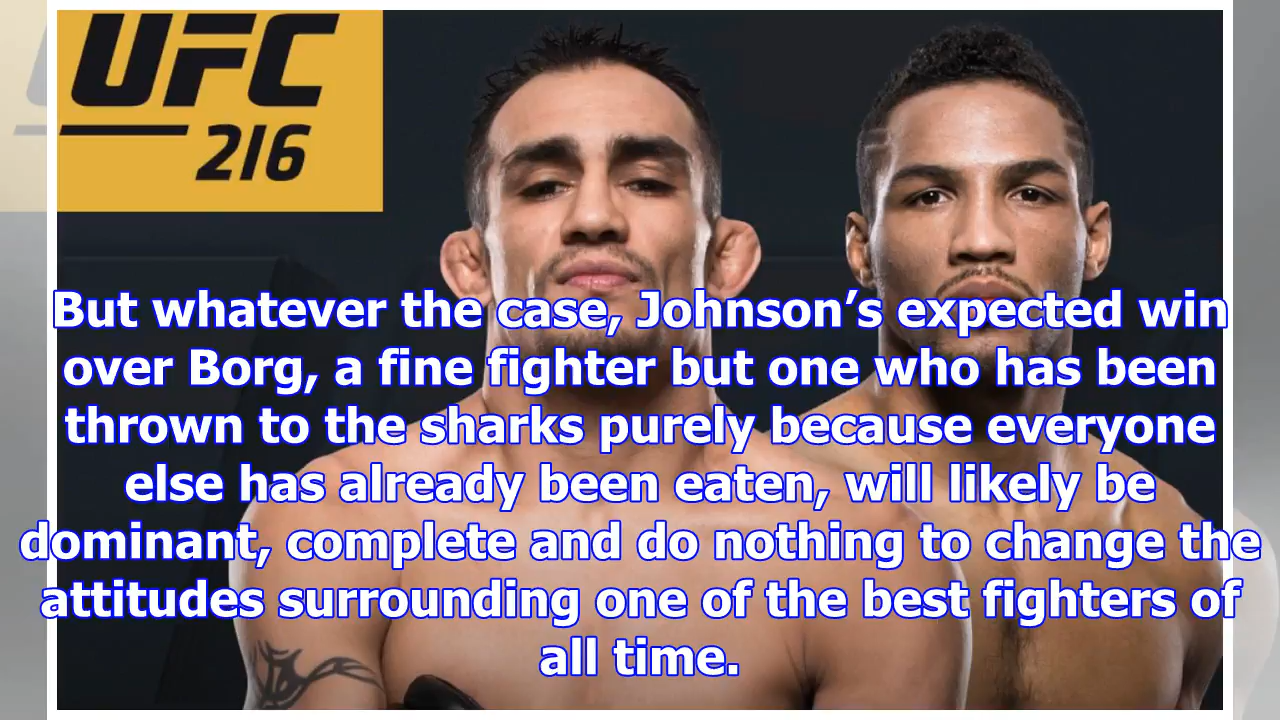 UFC
216
But whatever the case, Johnson’s expected win
over Borg, a fine fighter but one who has been
thrown to the sharks purely because everyone
else has already been eaten, will likely be
dominant, complete and do nothing to change the
attitudes surrounding one of the best fighters of
all time.